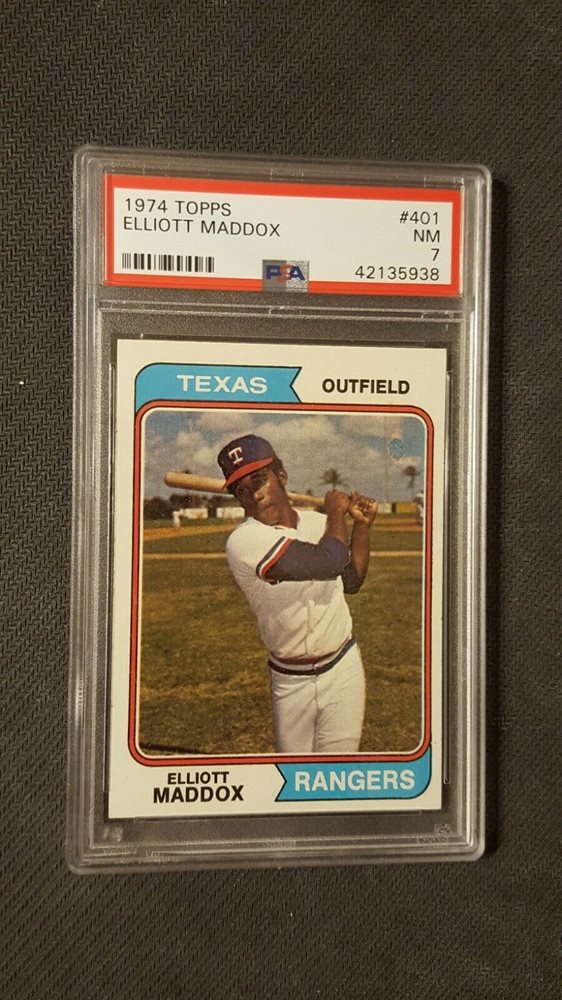 1974 TOPPS #401
ELLIOTT MADDOX NM
7
PSA 42135938
TEXAS OUTFIELD
T
ELLIOTT
MADDOX
RANGERS